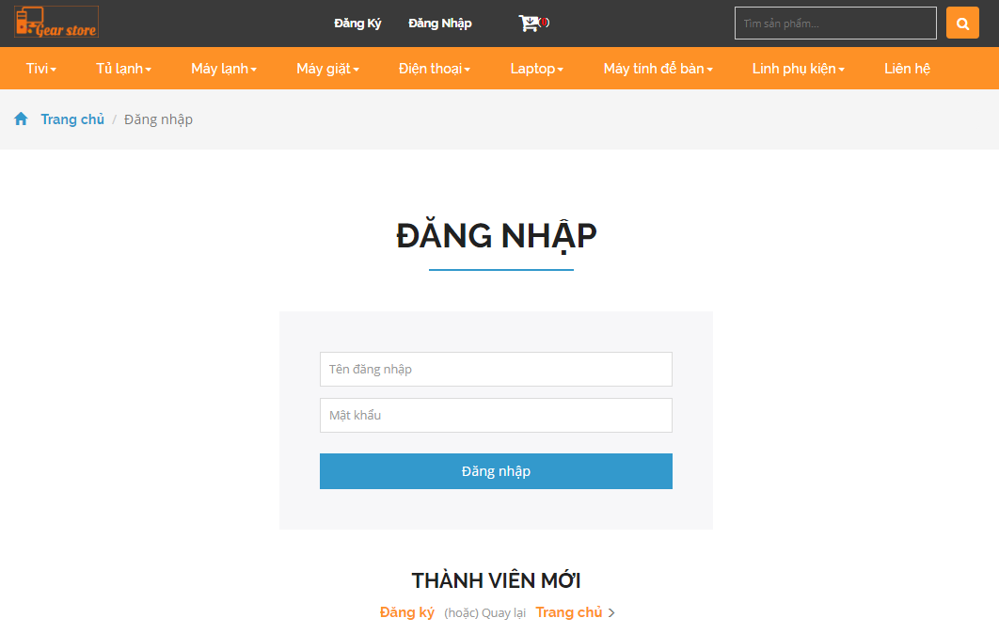 Gear store
Đăng Ký Đăng Nhập Tìm sản phẩm...
Tivi Tủ lạnh Máy lạnh Máy giặt Điện thoại Laptop Máy tính để bàn Linh phụ kiện Liên hệ
Trang chủ / Đăng nhập
ĐĂNG NHẬP
Tên đăng nhập
Mật khẩu
Đăng nhập
THÀNH VIÊN MỚI
Đăng ký (hoặc) Quay lại Trang chủ